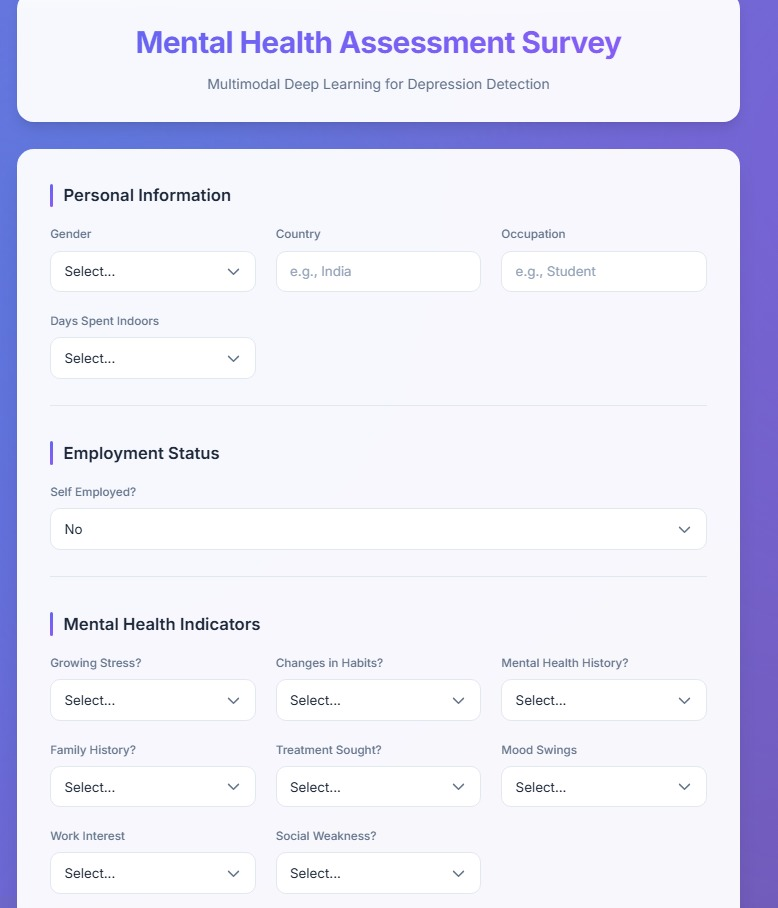 Mental Health Assessment Survey
Multimodal Deep Learning for Depression Detection
Personal Information
Gender Country Occupation
Select... e.g., India e.g., Student
Days Spent Indoors
Select...
Employment Status
Self Employed?
No
Mental Health Indicators
Growing Stress? Changes in Habits? Mental Health History?
Select... Select... Select...
Family History? Treatment Sought? Mood Swings
Select... Select... Select...
Work Interest Social Weakness?
Select... Select...